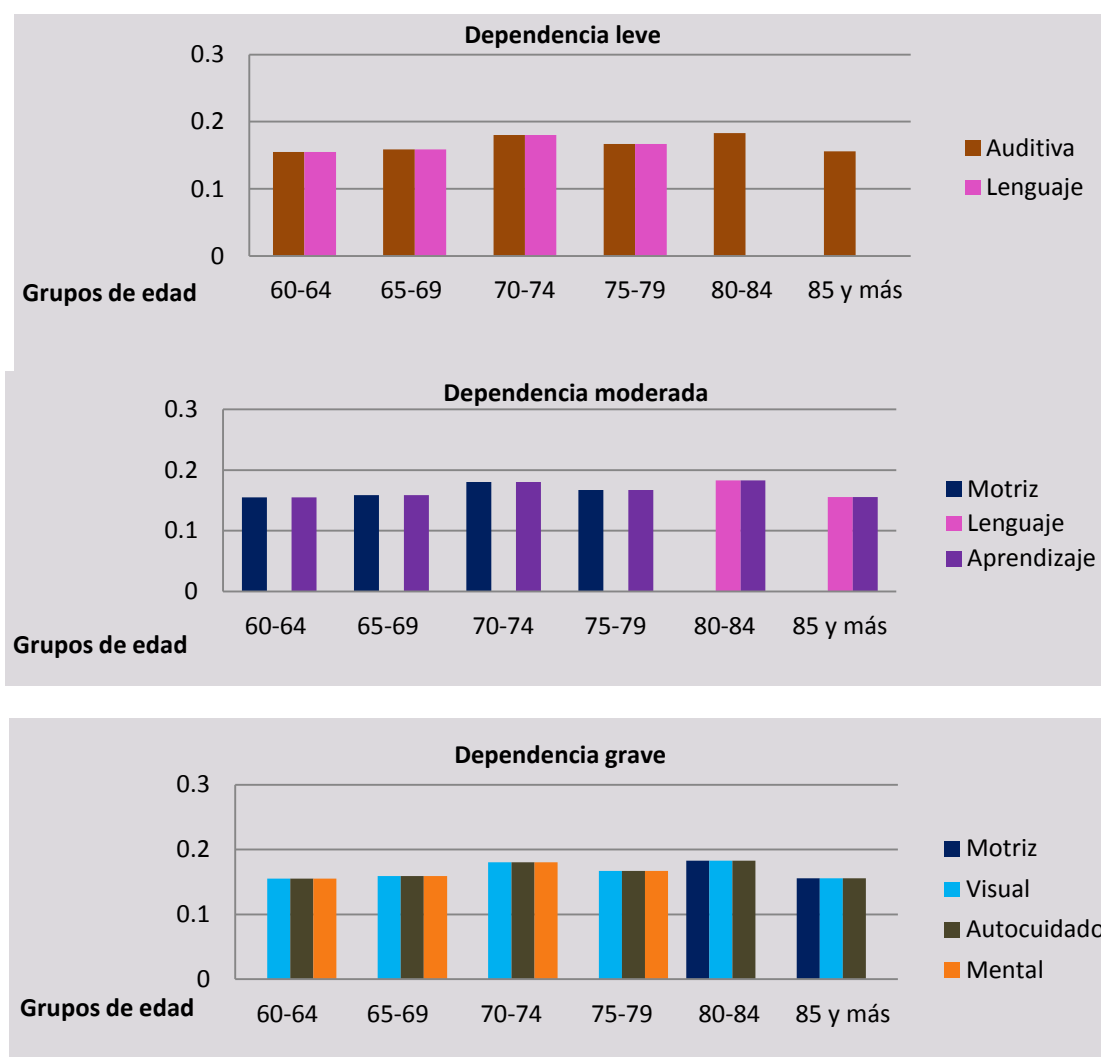 Dependencia leve
0.3
0.2
0.1
0
Auditiva
Lenguaje
Grupos de edad
60-64 65-69 70-74 75-79 80-84 85 y más
Dependencia moderada
0.3
0.2
0.1
0
Motriz
Lenguaje
Aprendizaje
60-64 65-69 70-74 75-79 80-84 85 y más
Grupos de edad
Dependencia grave
0.3
0.2
0.1
0
Motriz
Visual
Autocuidado
Mental
Grupos de edad
60-64 65-69 70-74 75-79 80-84 85 y más